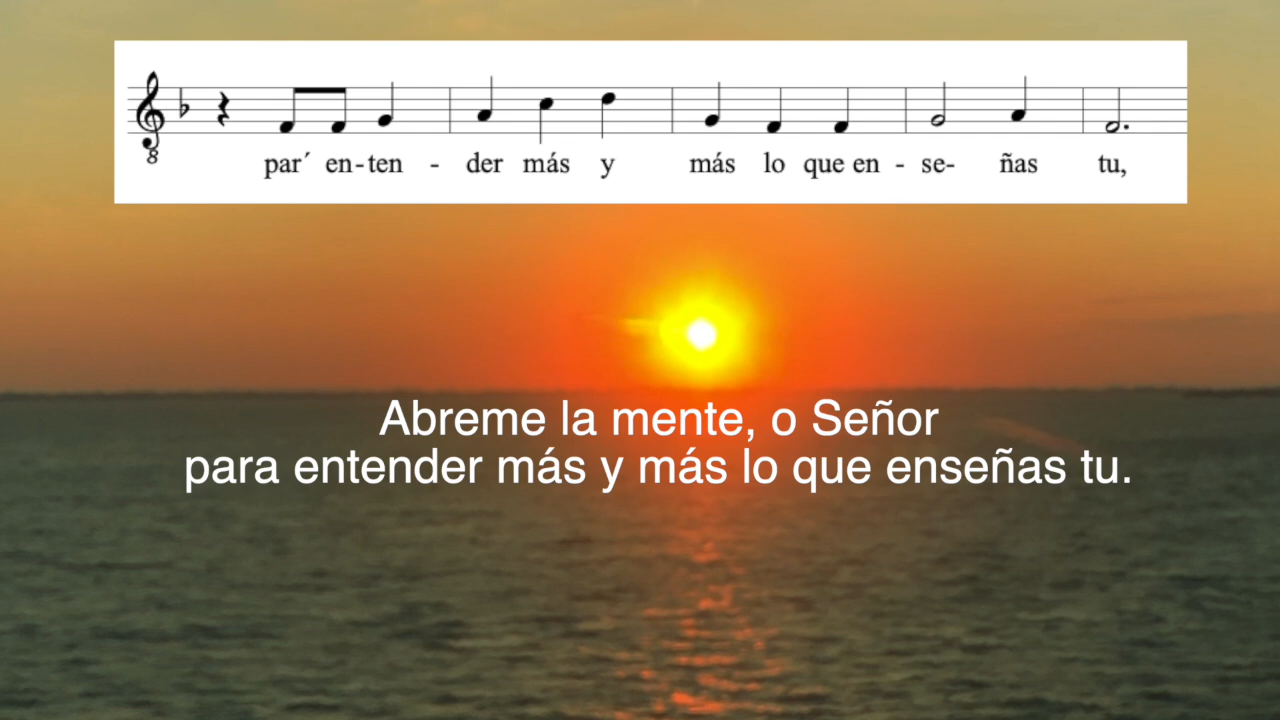 par´ en-ten - der más y más lo que en - se- ñas tu,
Abreme la mente, o Señor
para entender más y más lo que enseñas tu.